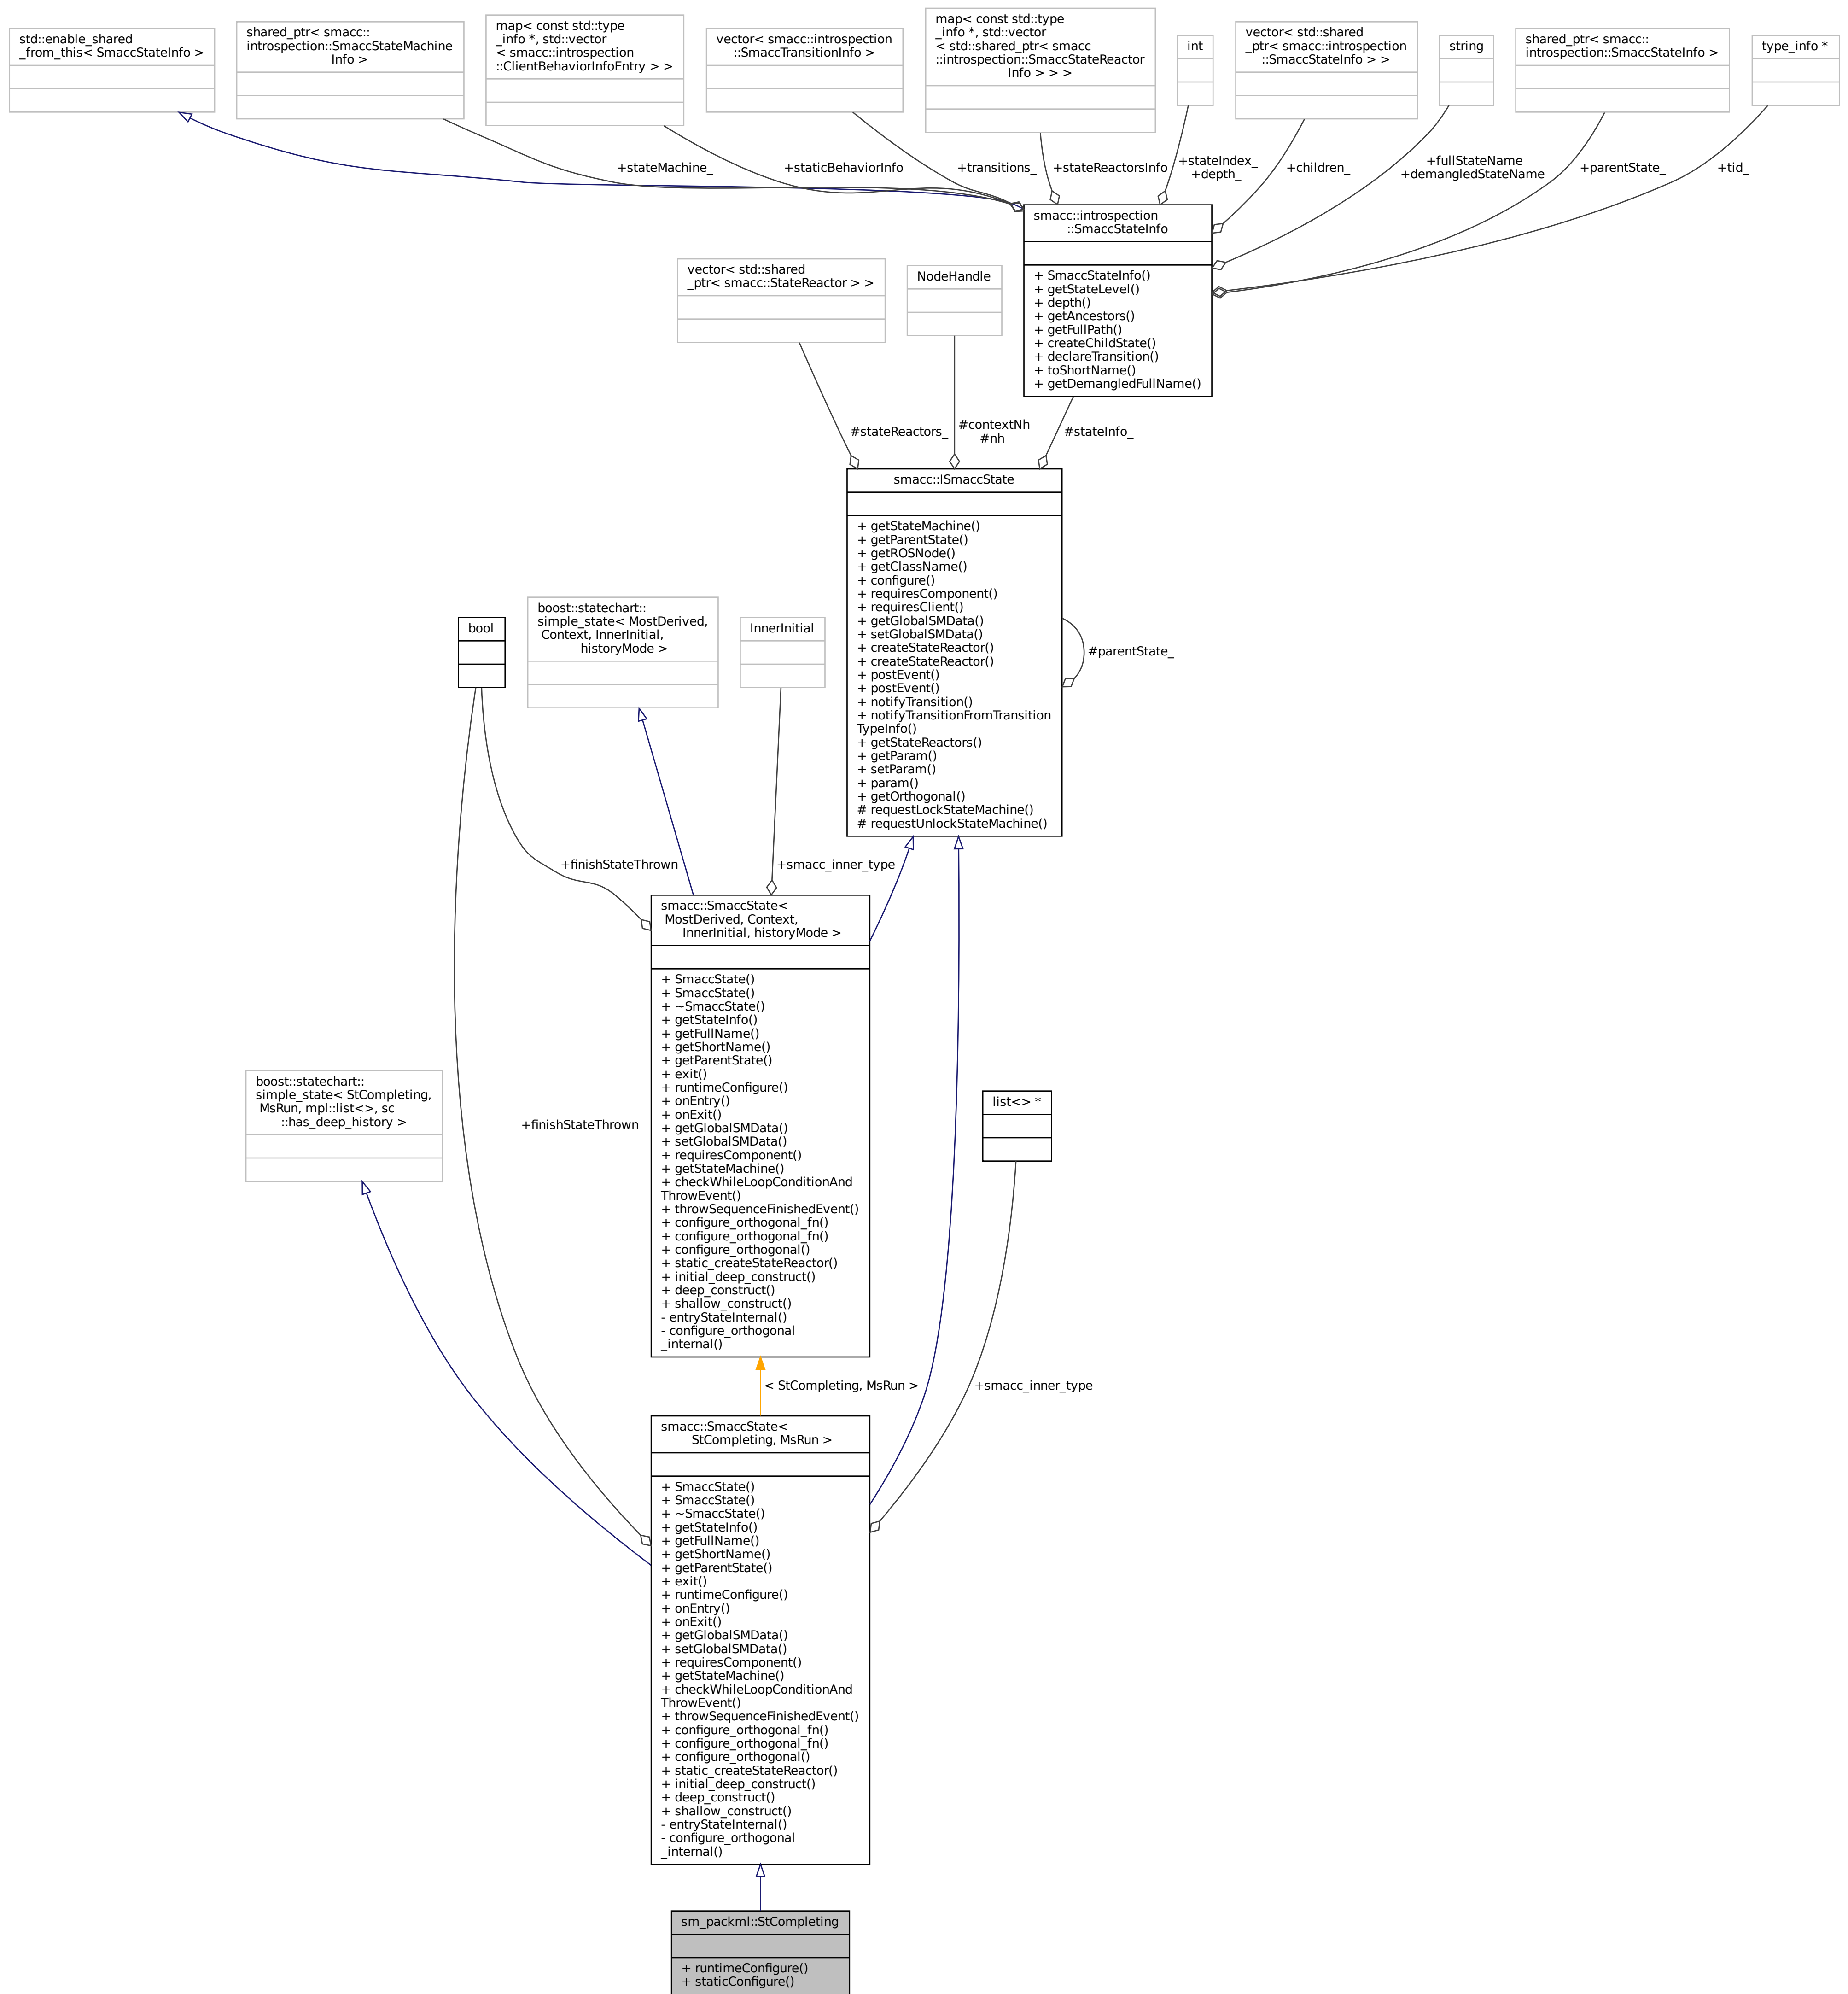 std::enable_shared
_from_this< SmaccStateInfo >
shared_ptr< smacc::
introspection::SmaccStateMachine
Info >
map< const std::type
_info *, std::vector
< smacc::introspection
::ClientBehaviorInfoEntry > >
vector< smacc::introspection
::SmaccTransitionInfo >
map< const std::type
_info *, std::vector
< std::shared_ptr< smacc
::introspection::SmaccStateReactor
Info > > >
int
vector< std::shared
_ptr< smacc::introspection
::SmaccStateInfo > >
string
shared_ptr< smacc::
introspection::SmaccStateInfo >
type_info *
+stateMachine_
+staticBehaviorInfo
+transitions_
+stateReactorsInfo
+stateIndex_
+depth_
+children_
+fullStateName
+demangledStateName
+parentState_
+tid_
smacc::introspection
::SmaccStateInfo
+ SmaccStateInfo()
+ getStateLevel()
+ depth()
+ getAncestors()
+ getFullPath()
+ createChildState()
+ declareTransition()
+ toShortName()
+ getDemangledFullName()
vector< std::shared
_ptr< smacc::StateReactor > >
NodeHandle
#stateReactors_
#contextNh
#nh
#stateInfo_
smacc::ISmaccState
+ getStateMachine()
+ getParentState()
+ getROSNode()
+ getClassName()
+ configure()
+ requiresComponent()
+ requiresClient()
+ getGlobalSMData()
+ setGlobalSMData()
+ createStateReactor()
+ createStateReactor()
+ postEvent()
+ postEvent()
+ notifyTransition()
+ notifyTransitionFromTransition
TypeInfo()
+ getStateReactors()
+ getParam()
+ setParam()
+ param()
+ getOrthogonal()
# requestLockStateMachine()
# requestUnlockStateMachine()
#parentState_
bool
boost::statechart::
simple_state< MostDerived,
Context, InnerInitial,
historyMode >
InnerInitial
+finishStateThrown
+smacc_inner_type
smacc::SmaccState<
MostDerived, Context,
InnerInitial, historyMode >
+ SmaccState()
+ SmaccState()
+ ~SmaccState()
+ getStateInfo()
+ getFullName()
+ getShortName()
+ getParentState()
+ exit()
+ runtimeConfigure()
+ onEntry()
+ onExit()
+ getGlobalSMData()
+ setGlobalSMData()
+ requiresComponent()
+ getStateMachine()
+ checkWhileLoopConditionAnd
ThrowEvent()
+ throwSequenceFinishedEvent()
+ configure_orthogonal_fn()
+ configure_orthogonal_fn()
+ configure_orthogonal()
+ static_createStateReactor()
+ initial_deep_construct()
+ deep_construct()
+ shallow_construct()
- entryStateInternal()
- configure_orthogonal
_internal()
boost::statechart::
simple_state< StCompleting,
MsRun, mpl::list<>, sc
::has_deep_history >
+finishStateThrown
list<> *
< StCompleting, MsRun >
+smacc_inner_type
smacc::SmaccState<
StCompleting, MsRun >
+ SmaccState()
+ SmaccState()
+ ~SmaccState()
+ getStateInfo()
+ getFullName()
+ getShortName()
+ getParentState()
+ exit()
+ runtimeConfigure()
+ onEntry()
+ onExit()
+ getGlobalSMData()
+ setGlobalSMData()
+ requiresComponent()
+ getStateMachine()
+ checkWhileLoopConditionAnd
ThrowEvent()
+ throwSequenceFinishedEvent()
+ configure_orthogonal_fn()
+ configure_orthogonal_fn()
+ configure_orthogonal()
+ static_createStateReactor()
+ initial_deep_construct()
+ deep_construct()
+ shallow_construct()
- entryStateInternal()
- configure_orthogonal
_internal()
sm_packml::StCompleting
+ runtimeConfigure()
+ staticConfigure()